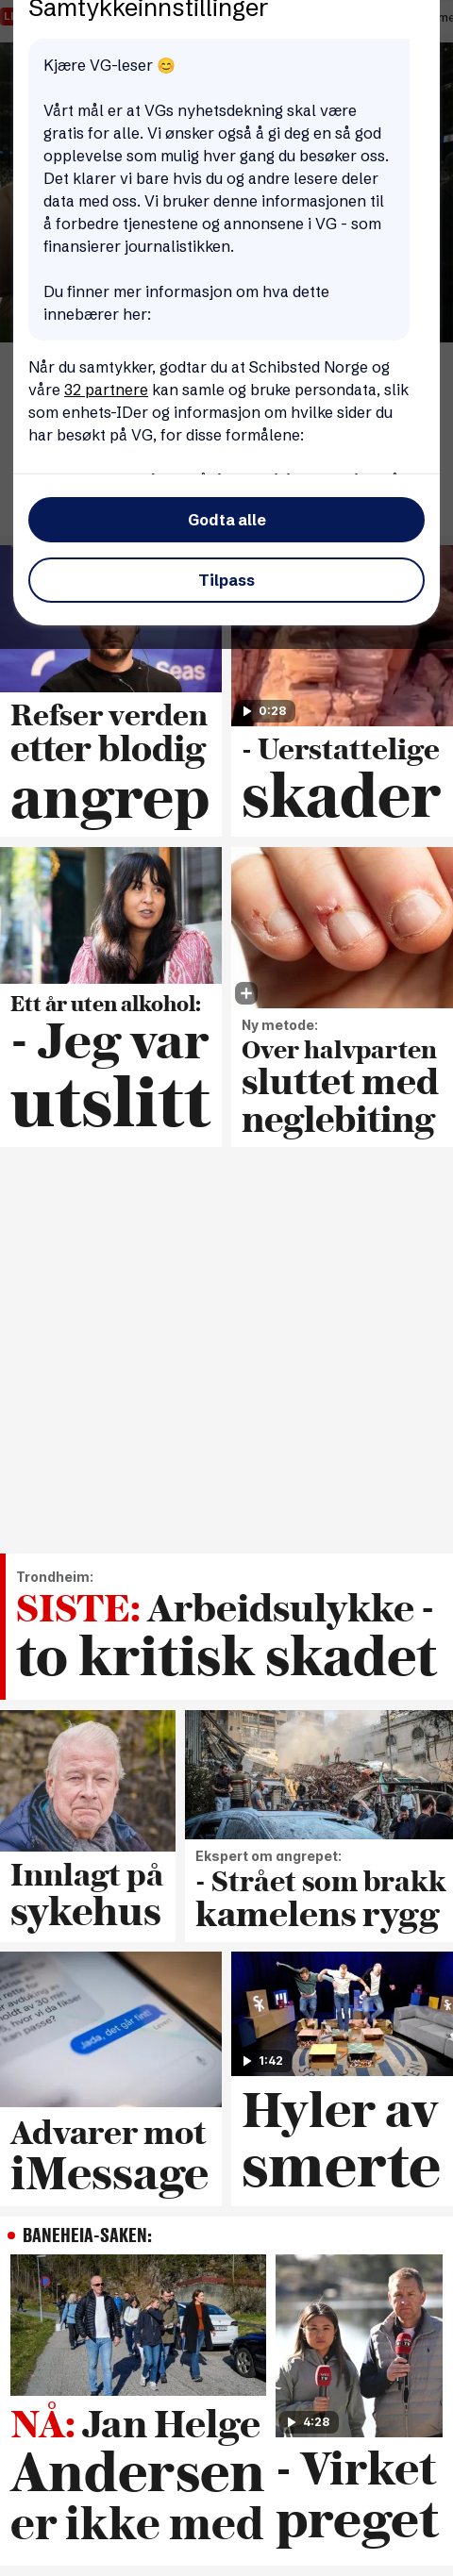 Samtykkeinnstillinger
Kjære VG-leser 😊
Vårt mål er at VGs nyhetsdekning skal være
gratis for alle. Vi ønsker også å gi deg en så god
opplevelse som mulig hver gang du besøker oss.
Det klarer vi bare hvis du og andre lesere deler
data med oss. Vi bruker denne informasjonen til
å forbedre tjenestene og annonsene i VG - som
finansierer journalistikken.
Du finner mer informasjon om hva dette
innebærer her:
Når du samtykker, godtar du at Schibsted Norge og
våre 32 partnere kan samle og bruke persondata, slik
som enhets-IDer og informasjon om hvilke sider du
har besøkt på VG, for disse formålene:
Godta alle
Tilpass
Seas
Refser verden
etter blodig
angrep
0:28
- Uerstattelige
skader
Ett år uten alkohol:
- Jeg var
utslitt
Ny metode:
Over halvparten
sluttet med
neglebiting
Trondheim:
SISTE: Arbeidsulykke -
to kritisk skadet
Innlagt på
sykehus
Ekspert om angrepet:
- Strået som brakk
kamelens rygg
Jada, det går fint!
Advarer mot
iMessage
1:42
Hyler av
smerte
BANEHEIA-SAKEN:
NÅ: Jan Helge
Andersen
er ikke med
4:28
- Virket
preget